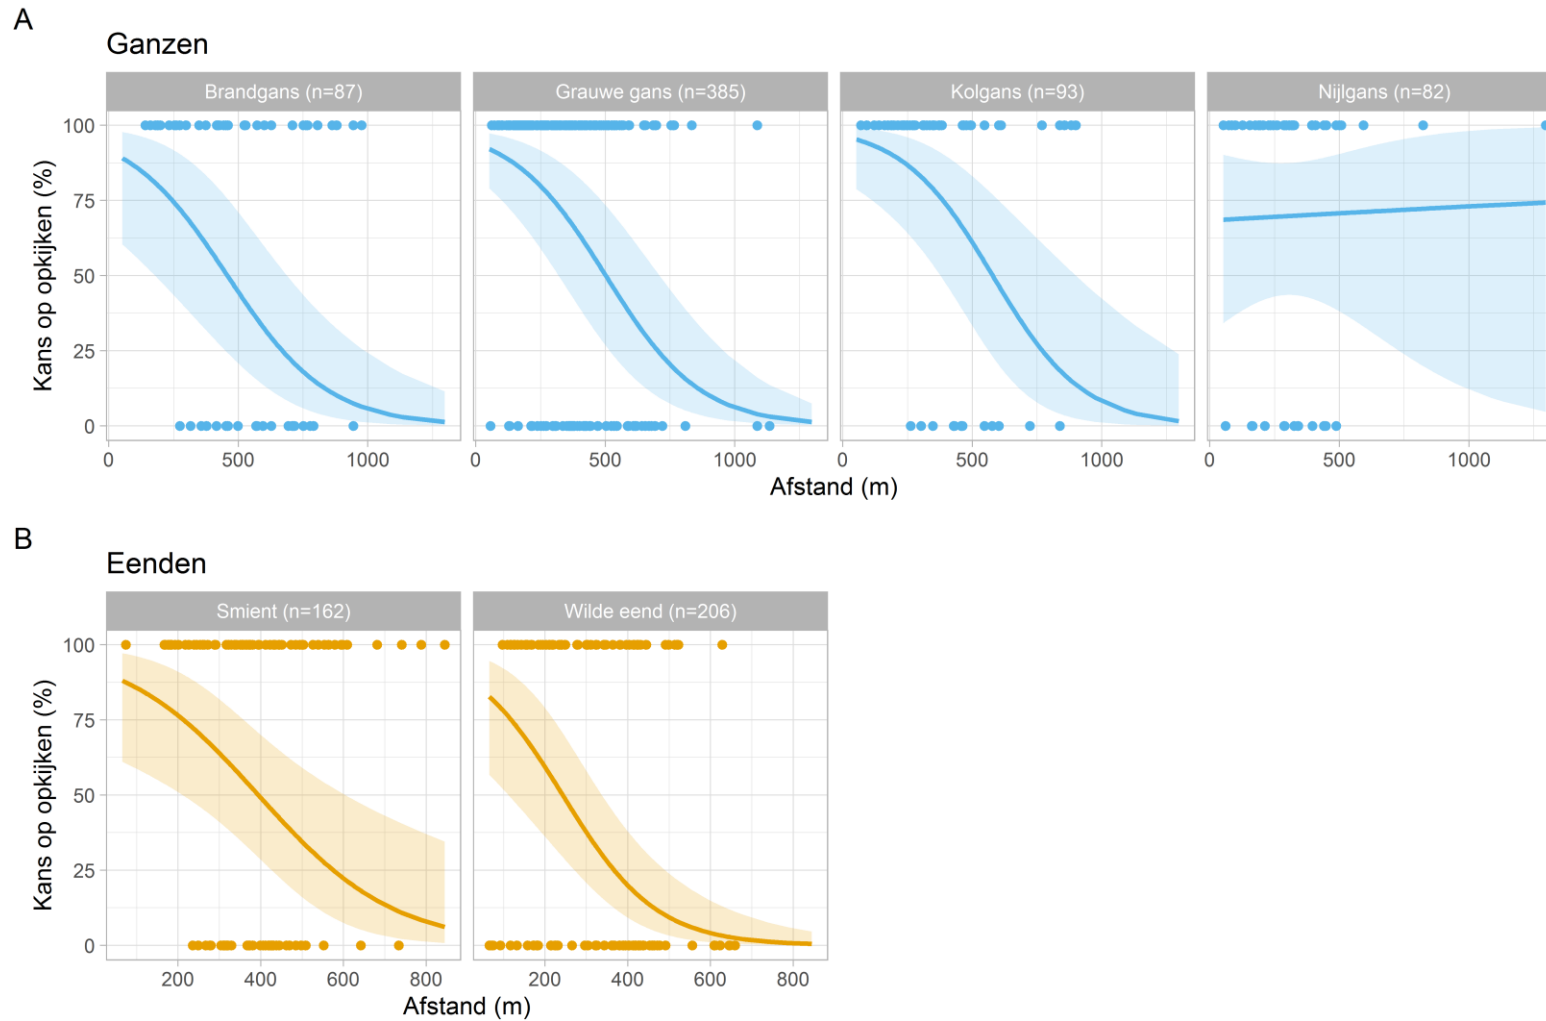 A
Ganzen
Brandgans (n=87) Grauwe gans (n=385) Kolgans (n=93) Nijlgans (n=82)
Kans op opkijken (%)
100
75
50
25
0
0 500 1000 0 500 1000 0 500 1000 0 500 1000
Afstand (m)
B
Eenden
Smient (n=162) Wilde eend (n=206)
Kans op opkijken (%)
100
75
50
25
0
200 400 600 800 200 400 600 800
Afstand (m)